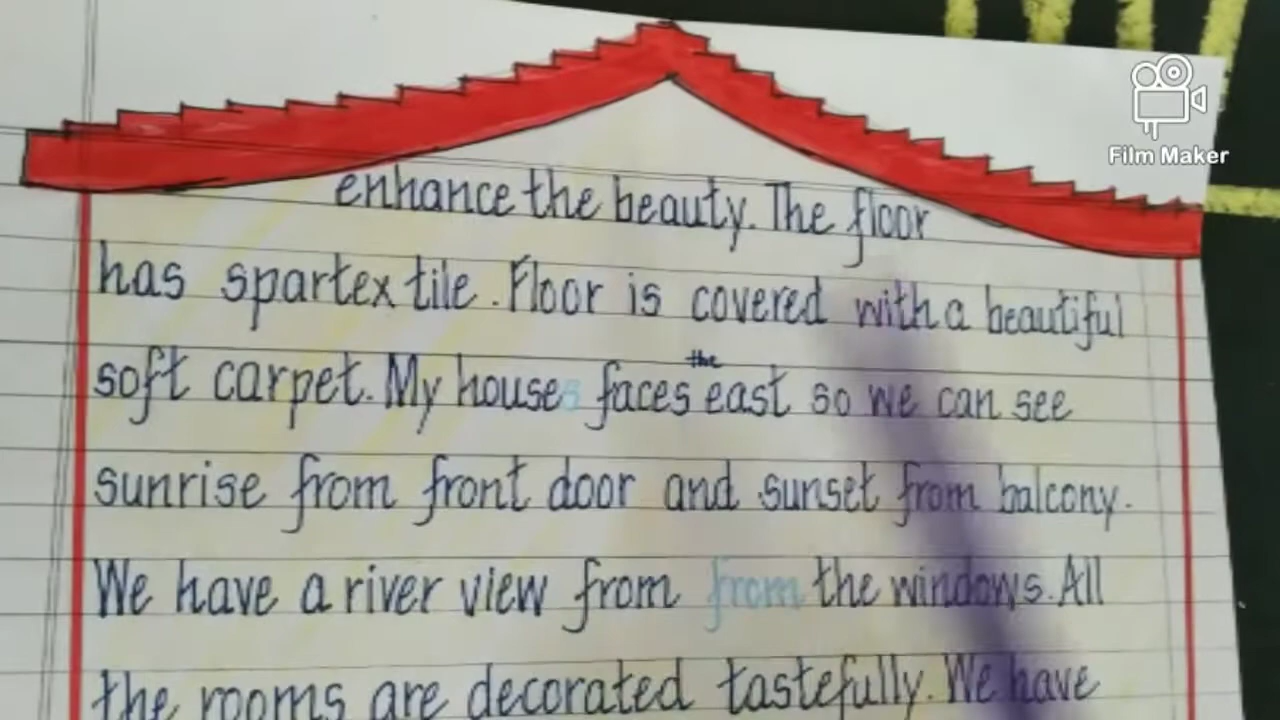 Film Maker
enhance the beauty. The floor
has spartex tile. Floor is covered with a beautiful
soft carpet. My house faces the east so we can see
sunrise from front door and sunset from balcony.
We have a river view from from the windows. All
the rooms are decorated tastefully. We have